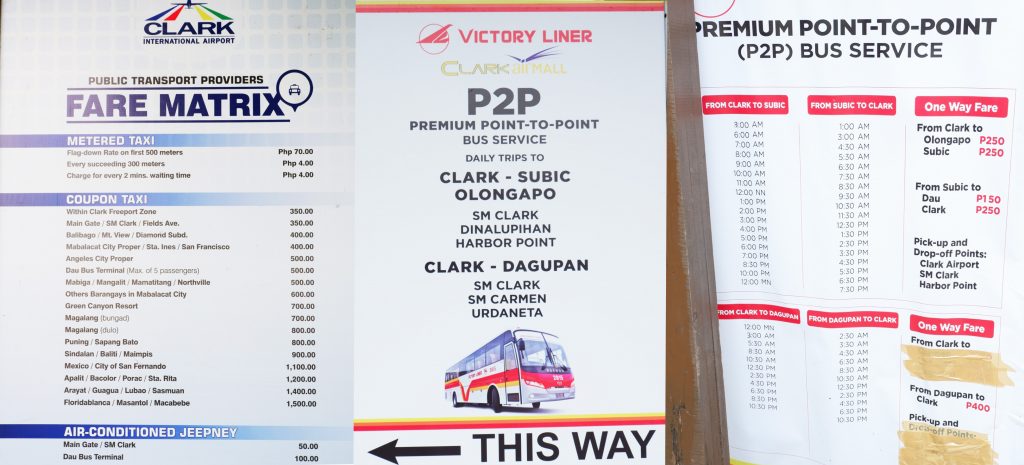 CLARK
INTERNATIONAL AIRPORT
PUBLIC TRANSPORT PROVIDERS
FARE MATRIX
METERED TAXI
Flag-down Rate on first 500 meters Php 70.00
Every succeeding 300 meters Php 4.00
Charge for every 2 mins. waiting time Php 4.00
COUPON TAXI
Within Clark Freeport Zone 350.00
Main Gate / SM Clark / Fields Ave. 350.00
Balibago / Mt. View / Diamond Subd. 400.00
Mabalacat City Proper / Sta. Ines / San Francisco 400.00
Angeles City Proper 500.00
Dau Bus Terminal (Max. of 5 passengers) 500.00
Mabiga / Mangalit / Mamatitang / Northville 500.00
Others Barangays in Mabalacat City 600.00
Green Canyon Resort 700.00
Magalang (bungad) 700.00
Magalang (dulo) 800.00
Puning / Sapang Bato 800.00
Sindalan / Baliti / Maimpis 900.00
Mexico / City of San Fernando 1,100.00
Apalit / Bacolor / Porac / Sta. Rita 1,200.00
Arayat / Guagua / Lubao / Sasmuan 1,400.00
Floridablanca / Masantol / Macabebe 1,500.00
AIR-CONDITIONED JEEPNEY
Main Gate / SM Clark 50.00
Dau Bus Terminal 100.00
VICTORY LINER
CLARK airMALL
P2P
PREMIUM POINT-TO-POINT
BUS SERVICE
DAILY TRIPS TO
CLARK - SUBIC
OLONGAPO
SM CLARK
DINALUPIHAN
HARBOR POINT
CLARK - DAGUPAN
SM CLARK
SM CARMEN
URDANETA
THIS WAY
PREMIUM POINT-TO-POINT
(P2P) BUS SERVICE
FROM CLARK TO SUBIC
3:00 AM
6:00 AM
7:00 AM
8:00 AM
9:00 AM
10:00 AM
11:00 AM
12:00 NN
1:00 PM
2:00 PM
3:00 PM
4:00 PM
5:00 PM
6:00 PM
7:00 PM
8:30 PM
10:00 PM
12:00 MN
FROM SUBIC TO CLARK
1:00 AM
4:30 AM
5:30 AM
6:30 AM
7:30 AM
8:30 AM
9:30 AM
10:30 AM
11:30 AM
12:30 PM
1:30 PM
2:30 PM
3:30 PM
4:30 PM
5:30 PM
6:30 PM
7:30 PM
One Way Fare
From Clark to
Olongapo P250
Subic P250
From Subic to
Dau P150
Clark P250
Pick-up and
Drop-off Points:
Clark Airport
SM Clark
Harbor Point
FROM CLARK TO DAGUPAN
12:00 MN
3:00 AM
5:30 AM
8:30 AM
10:30 AM
12:30 PM
2:30 PM
4:30 PM
6:30 PM
8:30 PM
10:30 PM
FROM DAGUPAN TO CLARK
2:30 AM
4:30 AM
6:30 AM
8:30 AM
10:30 AM
12:30 PM
2:30 PM
4:30 PM
6:30 PM
10:30 PM
One Way Fare
From Clark to
From Dagupan to
Clark P400
Pick-up and
Drop-off Points: